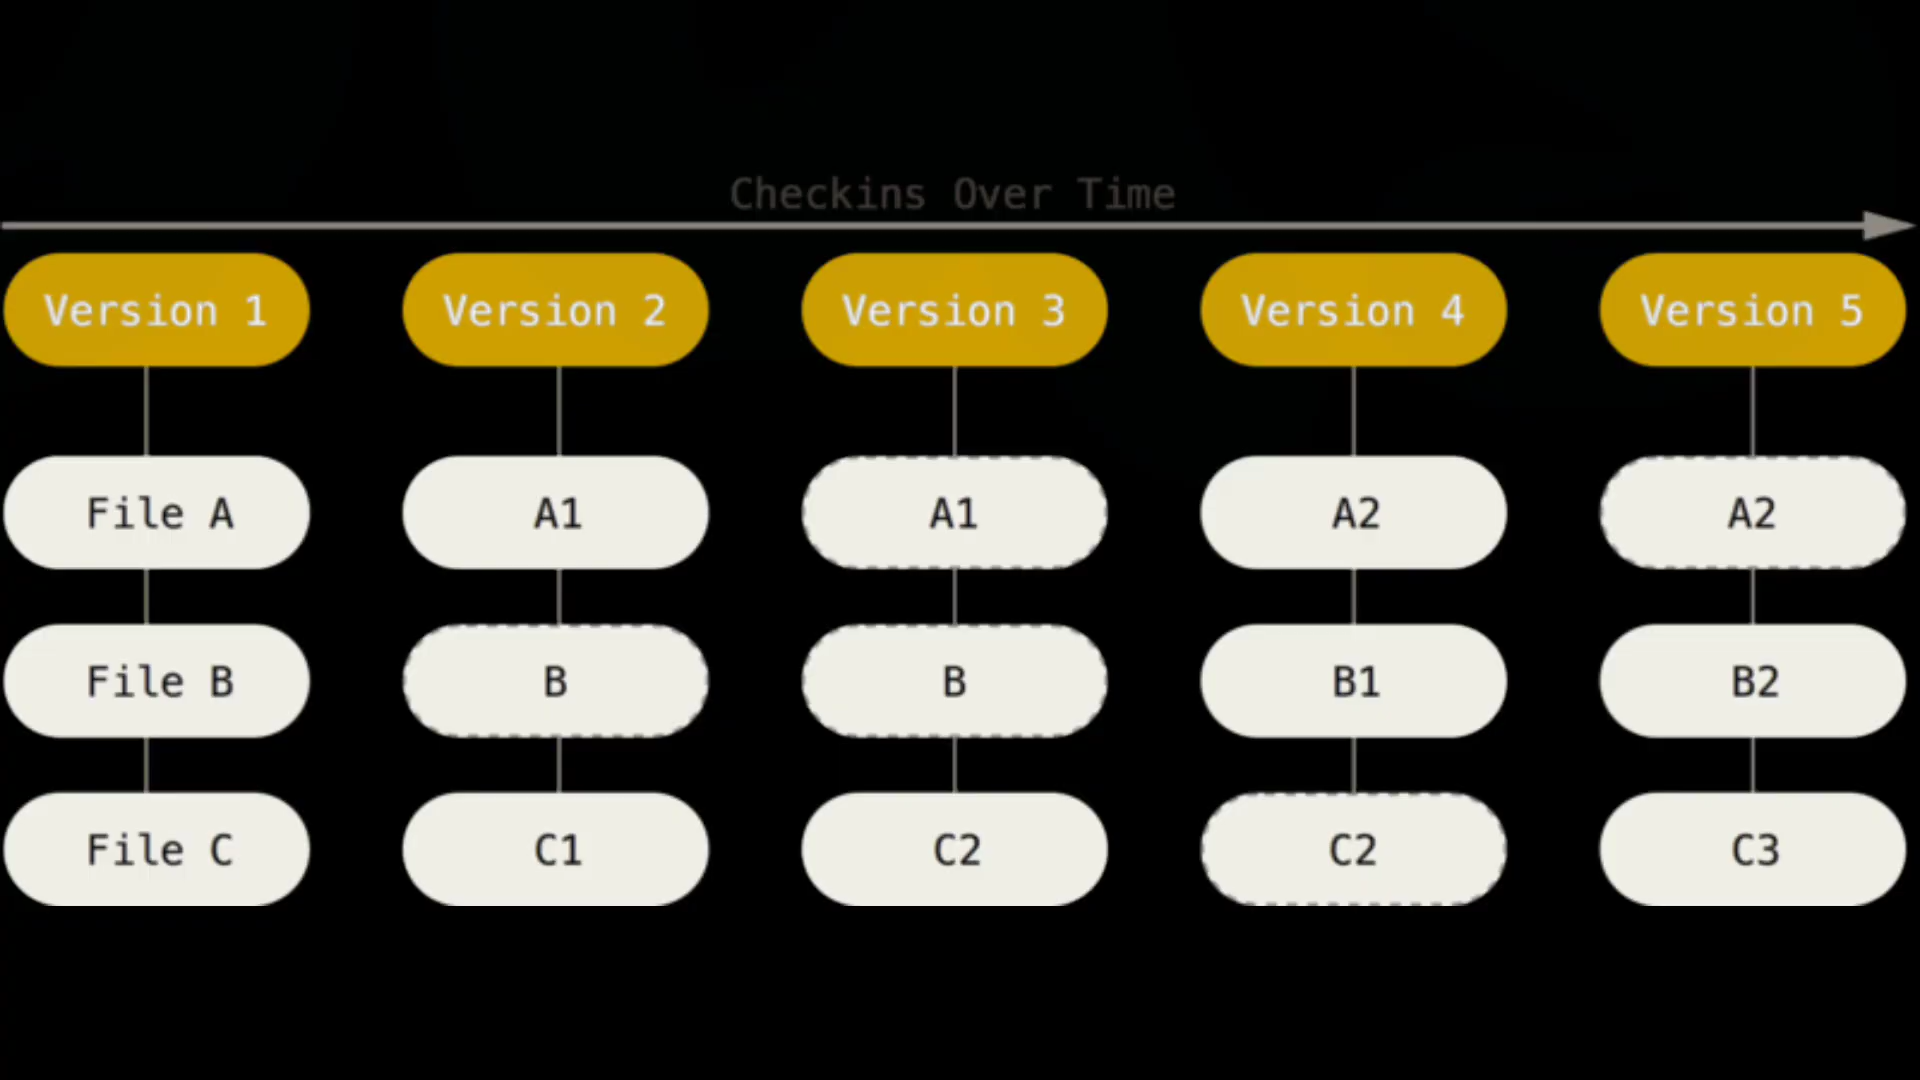 Checkins Over Time
Version 1 Version 2 Version 3 Version 4 Version 5
File A A1 A1 A2 A2
File B B B B1 B2
File C C1 C2 C2 C3